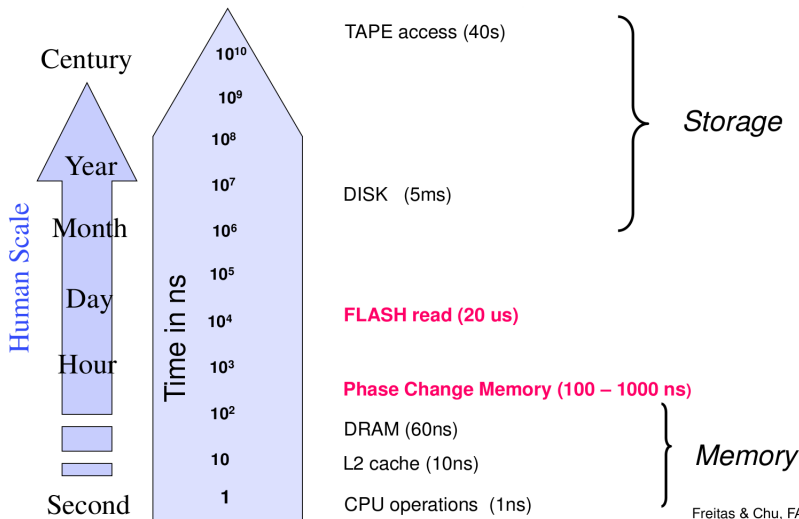 Century
Year
Month
Day
Hour
Second
Human Scale
10¹⁰
10⁹
10⁸
10⁷
10⁶
10⁵
10⁴
10³
10²
10
1
Time in ns
TAPE access (40s)
DISK (5ms)
FLASH read (20 us)
Phase Change Memory (100 – 1000 ns)
DRAM (60ns)
L2 cache (10ns)
CPU operations (1ns)
Storage
Memory
Freitas & Chu, FA